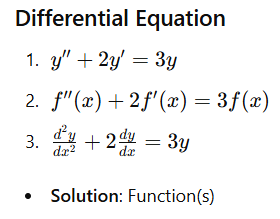 Differential Equation
1. y″ + 2y′ = 3y
2. f″(x) + 2f′(x) = 3f(x)
3. d²y/dx² + 2 dy/dx = 3y
• Solution: Function(s)